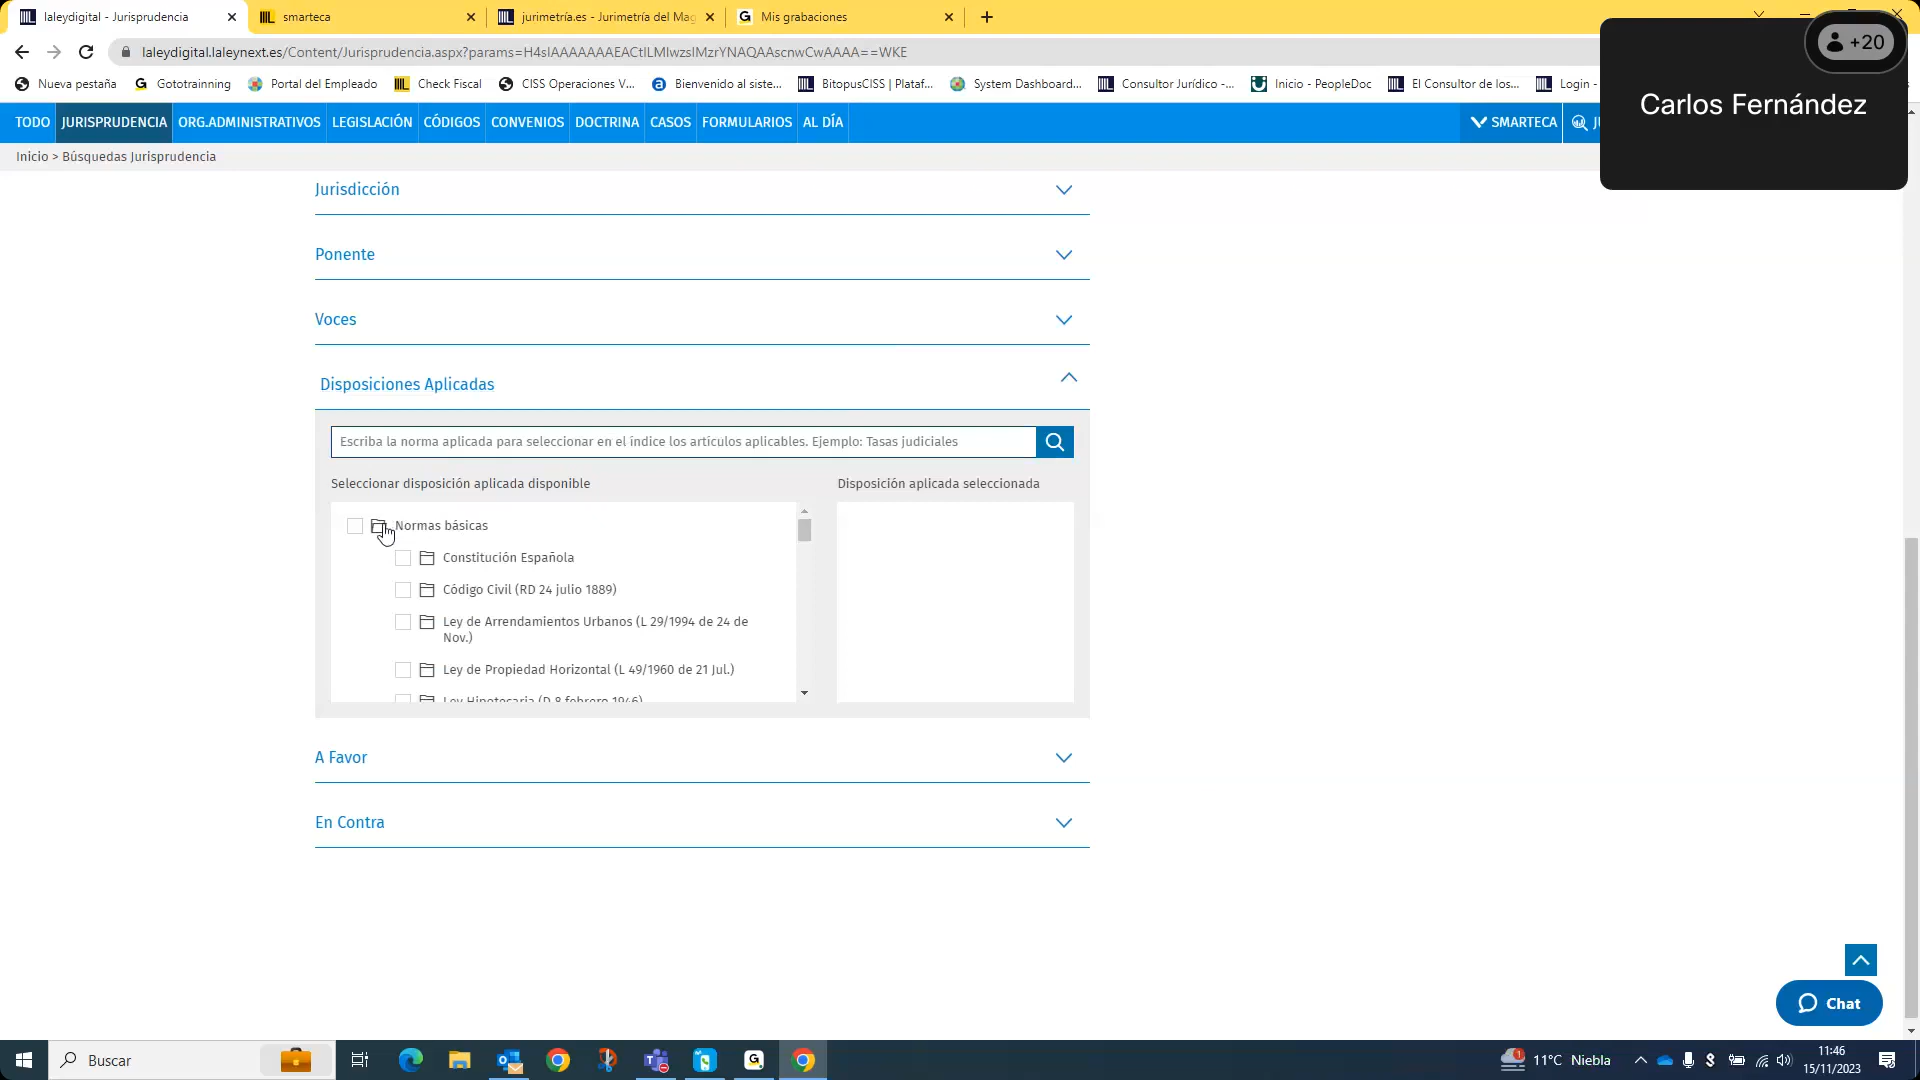 laleydigital - Jurisprudencia
smarteca
jurimetría.es - Jurimetría del Mag
Mis grabaciones
laleydigital.laleynext.es/Content/Jurisprudencia.aspx?params=H4sIAAAAAAAEACtlLMIwzsIMzrYNAQAAscnwCwAAAA==WKE
Nueva pestaña
Gototrainning
Portal del Empleado
Check Fiscal
CISS Operaciones V...
Bienvenido al siste...
BitopusCISS | Plataf...
System Dashboard...
Consultor Jurídico -...
Inicio - PeopleDoc
El Consultor de los...
Login -
+20
Carlos Fernández
TODO
JURISPRUDENCIA
ORG.ADMINISTRATIVOS
LEGISLACIÓN
CÓDIGOS
CONVENIOS
DOCTRINA
CASOS
FORMULARIOS
AL DÍA
SMARTECA
Inicio > Búsquedas Jurisprudencia
Jurisdicción
Ponente
Voces
Disposiciones Aplicadas
Escriba la norma aplicada para seleccionar en el índice los artículos aplicables. Ejemplo: Tasas judiciales
Seleccionar disposición aplicada disponible
Disposición aplicada seleccionada
Normas básicas
Constitución Española
Código Civil (RD 24 julio 1889)
Ley de Arrendamientos Urbanos (L 29/1994 de 24 de
Nov.)
Ley de Propiedad Horizontal (L 49/1960 de 21 Jul.)
Ley Hipotecaria (D 8 febrero 1946)
A Favor
En Contra
Chat
Buscar
11°C Niebla
11:46
15/11/2023